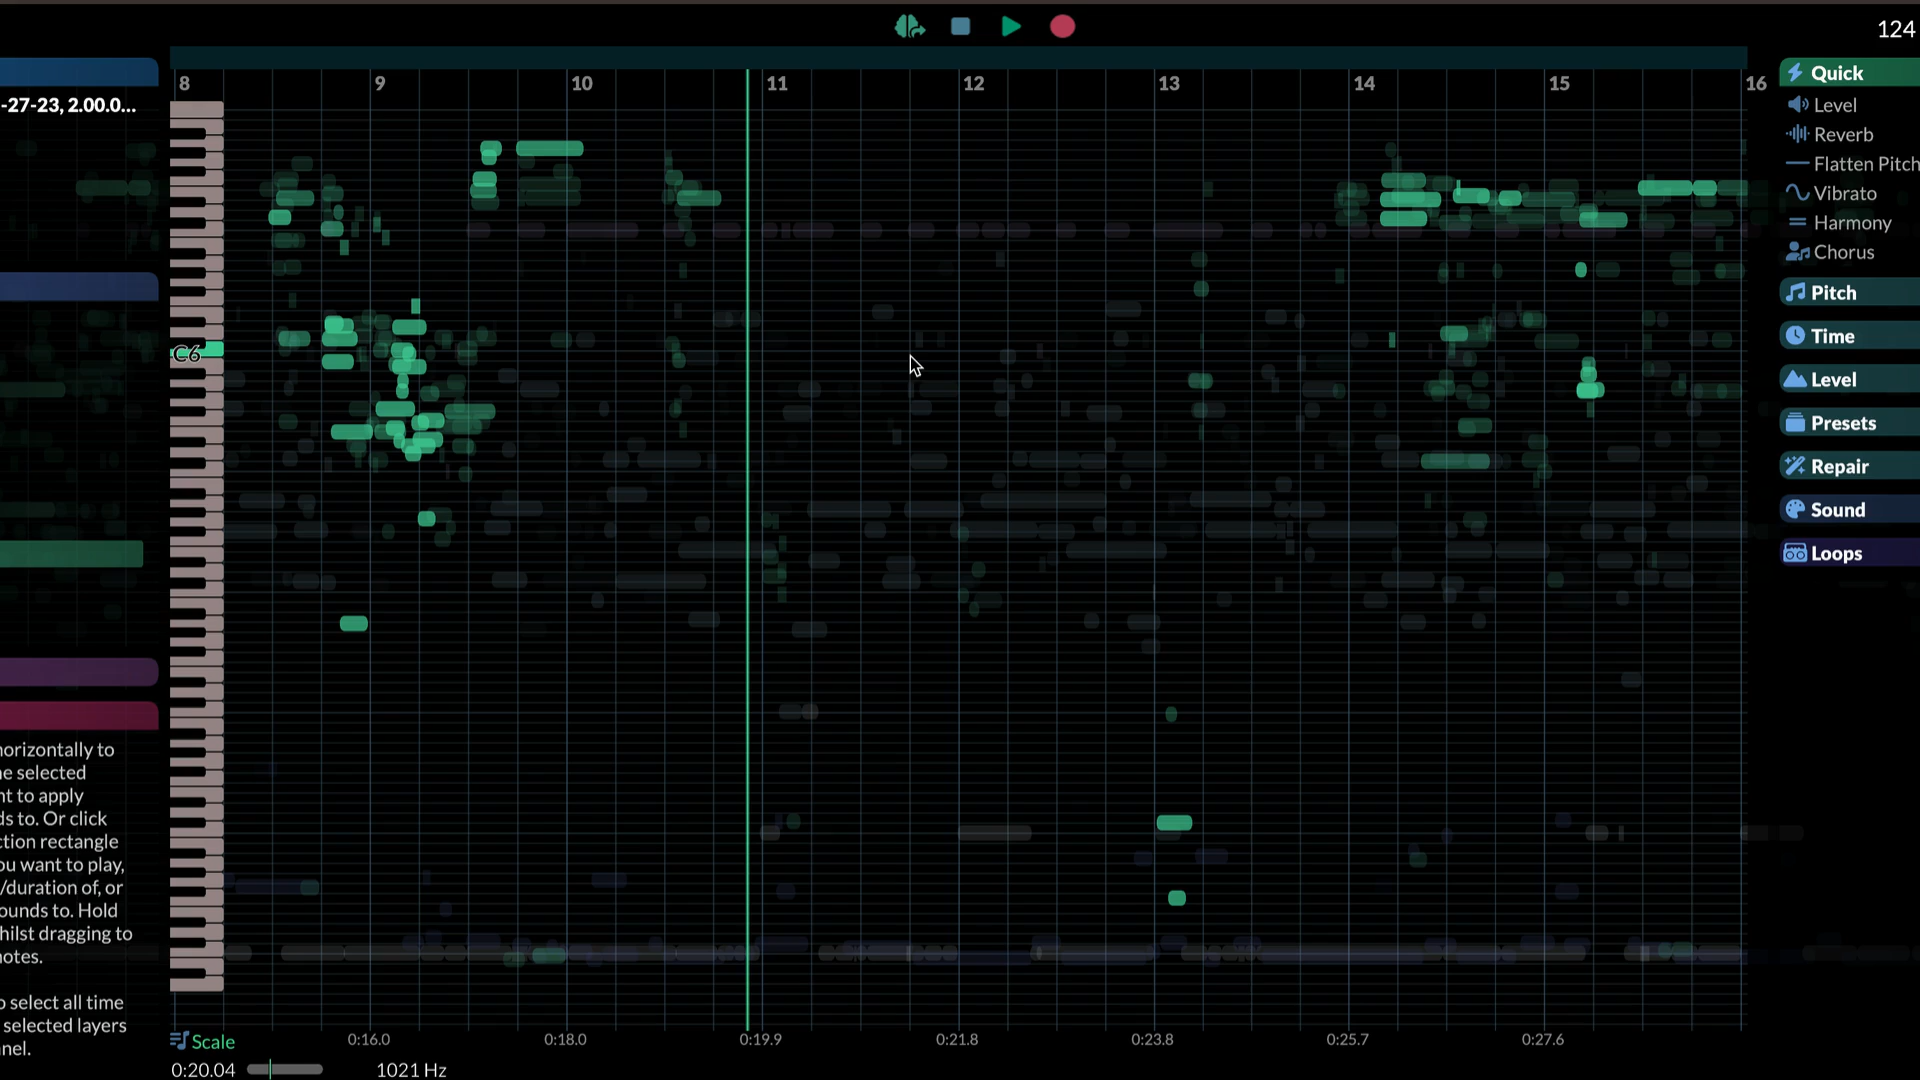 124
8 9 10 11 12 13 14 15 16
-27-23, 2.00.0...
C6
Quick
Level
Reverb
Flatten Pitch
Vibrato
Harmony
Chorus
Pitch
Time
Level
Presets
Repair
Sound
Loops
horizontally to
e selected
nt to apply
ds to. Or click
ction rectangle
ou want to play,
/duration of, or
ounds to. Hold
hilst dragging to
notes.
o select all time
selected layers
nel.
Scale
0:16.0 0:18.0 0:19.9 0:21.8 0:23.8 0:25.7 0:27.6
0:20.04
1021 Hz